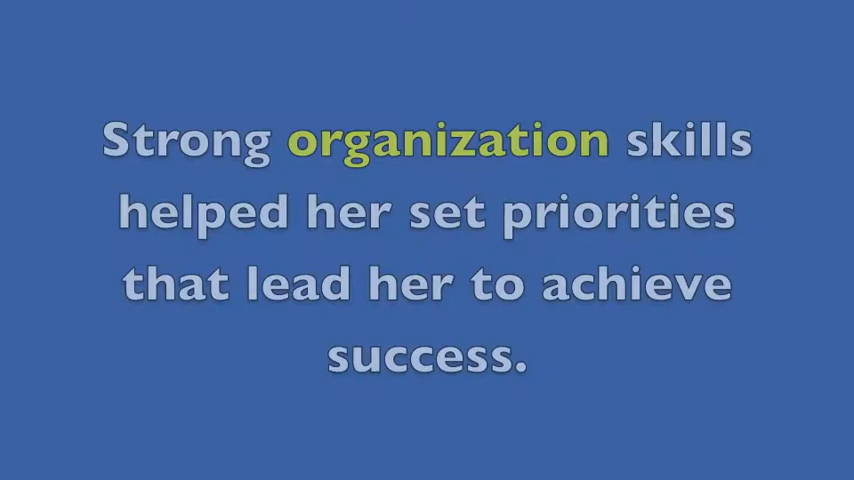 Strong organization skills
helped her set priorities
that lead her to achieve
success.